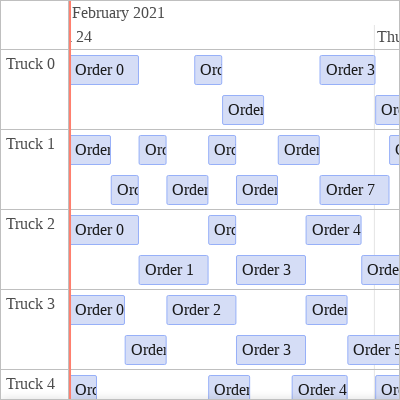 February 2021
24 Thu
Truck 0
Order 0 Orc Order 3
Order Or
Truck 1
Order Orc Orc Order
Orc Order Order Order 7
Truck 2
Order 0 Orc Order 4
Order 1 Order 3 Orde
Truck 3
Order 0 Order 2 Order
Order Order 3 Order 5
Truck 4
Orc Order Order 4 Or